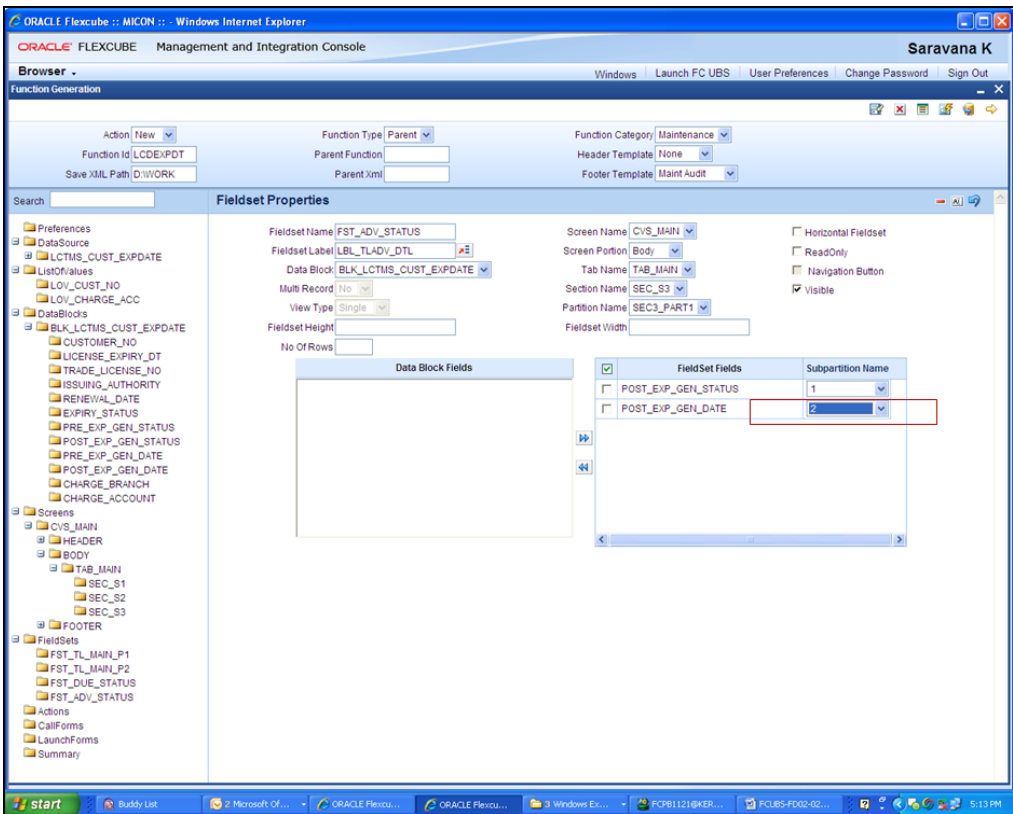 ORACLE Flexcube :: MICON :: - Windows Internet Explorer
ORACLE FLEXCUBE Management and Integration Console Saravana K
Browser Windows Launch FC UBS User Preferences Change Password Sign Out
Function Generation
Action New Function Type Parent Function Category Maintenance
Function Id LCDEXPDT Parent Function Header Template None
Save XML Path D:\WORK Parent Xml Footer Template Maint Audit
Search
Preferences
DataSource
LCTMS_CUST_EXPDATE
ListOfValues
LOV_CUST_NO
LOV_CHARGE_ACC
DataBlocks
BLK_LCTMS_CUST_EXPDATE
CUSTOMER_NO
LICENSE_EXPIRY_DT
TRADE_LICENSE_NO
ISSUING_AUTHORITY
RENEWAL_DATE
EXPIRY_STATUS
PRE_EXP_GEN_STATUS
POST_EXP_GEN_STATUS
PRE_EXP_GEN_DATE
POST_EXP_GEN_DATE
CHARGE_BRANCH
CHARGE_ACCOUNT
Screens
CVS_MAIN
HEADER
BODY
TAB_MAIN
SEC_S1
SEC_S2
SEC_S3
FOOTER
FieldSets
FST_TL_MAIN_P1
FST_TL_MAIN_P2
FST_DUE_STATUS
FST_ADV_STATUS
Actions
CallForms
LaunchForms
Summary
Fieldset Properties
Fieldset Name FST_ADV_STATUS Screen Name CVS_MAIN Horizontal Fieldset
Fieldset Label LBL_TLADV_DTL Screen Portion Body ReadOnly
Data Block BLK_LCTMS_CUST_EXPDATE Tab Name TAB_MAIN Navigation Button
Multi Record No Section Name SEC_S3 Visible
View Type Single Partition Name SEC3_PART1
Fieldset Height Fieldset Width
No Of Rows
Data Block Fields FieldSet Fields Subpartition Name
POST_EXP_GEN_STATUS 1
POST_EXP_GEN_DATE 2
start Buddy List 2 Microsoft Of... ORACLE Flexcu... ORACLE Flexcu... 3 Windows Ex... FCPB1121@KER... FCUBS-FD02-02... 5:13 PM